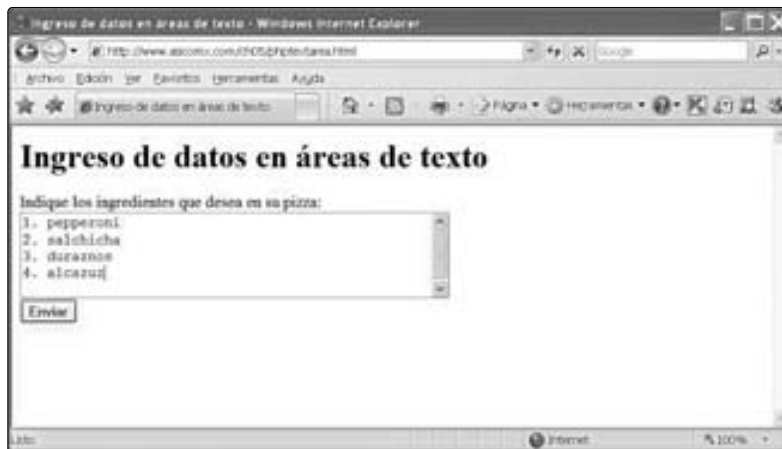 Ingreso de datos en áreas de texto - Windows Internet Explorer
Google
Archivo Edición Ver Favoritos Herramientas Ayuda
Ingreso de datos en áreas de texto
Página Herramientas
Ingreso de datos en áreas de texto
Indique los ingredientes que desea en su pizza:
1. pepperoni
2. salchicha
3. duraznos
4. alcazuz
Enviar
Listo Internet 100%